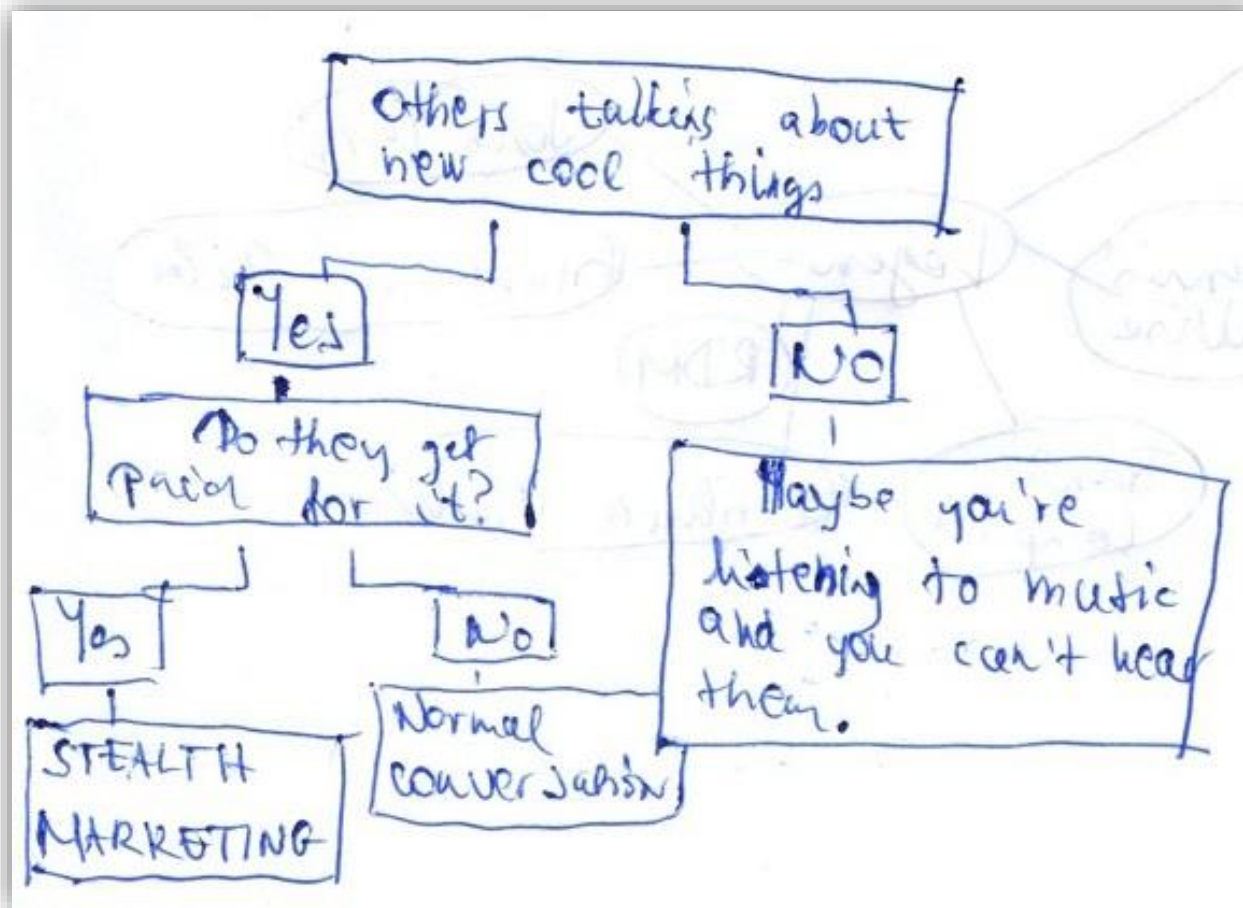 Others talking about
new cool things
Yes
No
Do they get
paid for it?
Maybe you're
listening to music
and you can't hear
them.
Yes
No
STEALTH
MARKETING
Normal
conversation